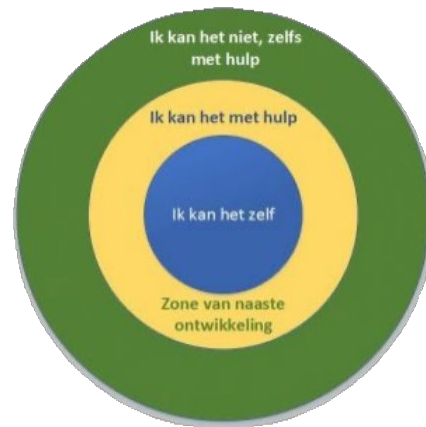 Ik kan het niet, zelfs
met hulp
Ik kan het met hulp
Ik kan het zelf
Zone van naaste
ontwikkeling